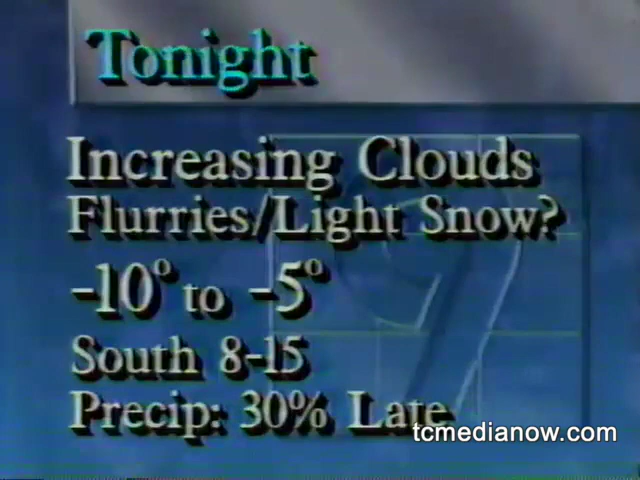 Tonight
Increasing Clouds
Flurries/Light Snow?
-10° to -5°
South 8-15
Precip: 30% Late
tcmedianow.com